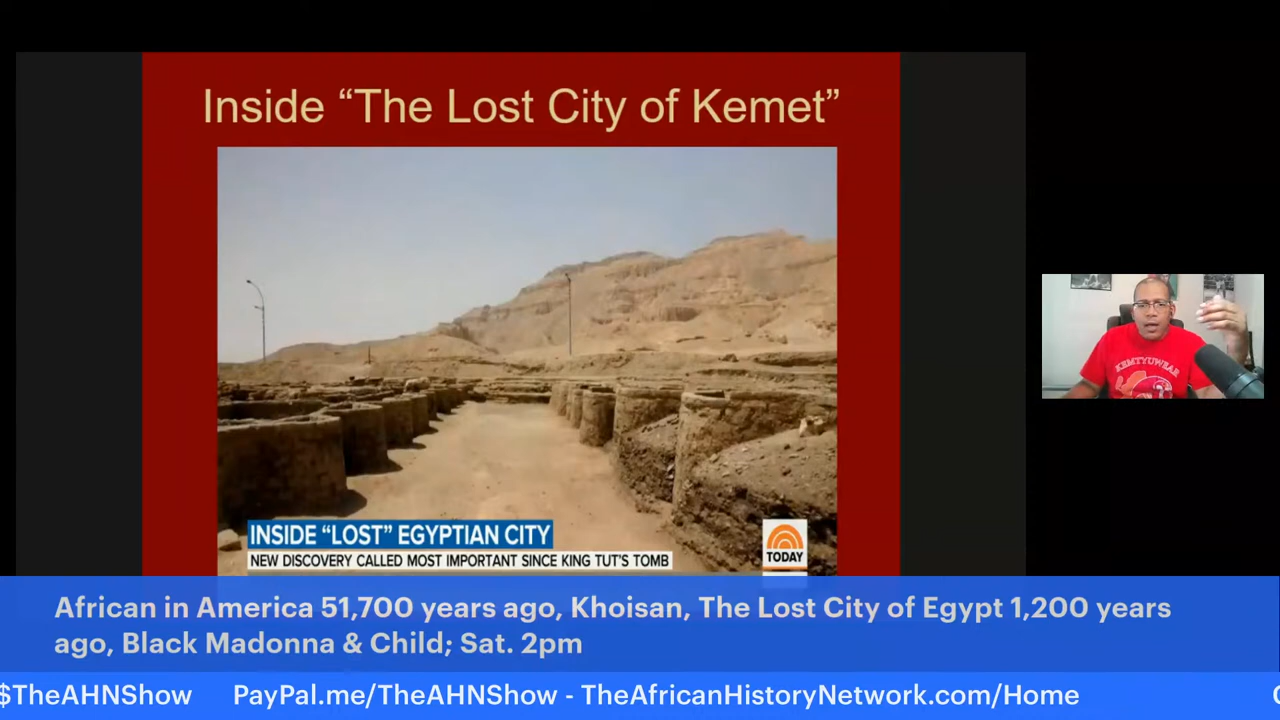 Inside “The Lost City of Kemet”
INSIDE “LOST” EGYPTIAN CITY
NEW DISCOVERY CALLED MOST IMPORTANT SINCE KING TUT'S TOMB
TODAY
KEMTYUWEAR
African in America 51,700 years ago, Khoisan, The Lost City of Egypt 1,200 years
ago, Black Madonna & Child; Sat. 2pm
$TheAHNShow PayPal.me/TheAHNShow - TheAfricanHistoryNetwork.com/Home